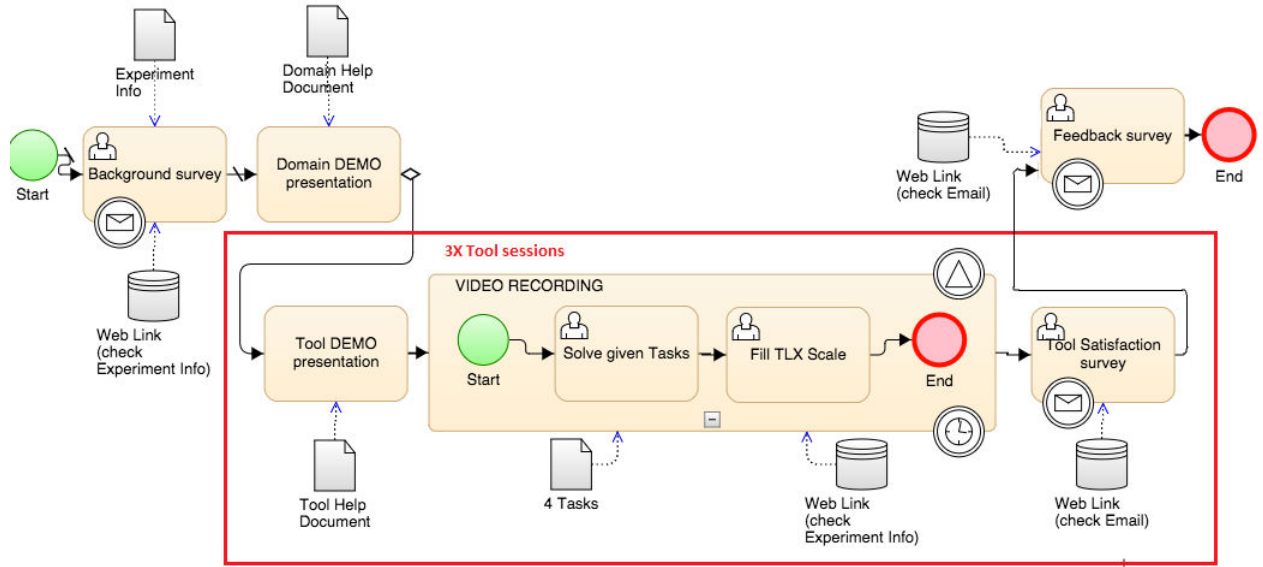 Experiment
Info
Domain Help
Document
Start
Background survey
Domain DEMO
presentation
Web Link
(check
Experiment Info)
Web Link
(check Email)
Feedback survey
End
3X Tool sessions
VIDEO RECORDING
Tool DEMO
presentation
Start
Solve given Tasks
Fill TLX Scale
End
Tool Satisfaction
survey
Tool Help
Document
4 Tasks
Web Link
(check
Experiment Info)
Web Link
(check Email)